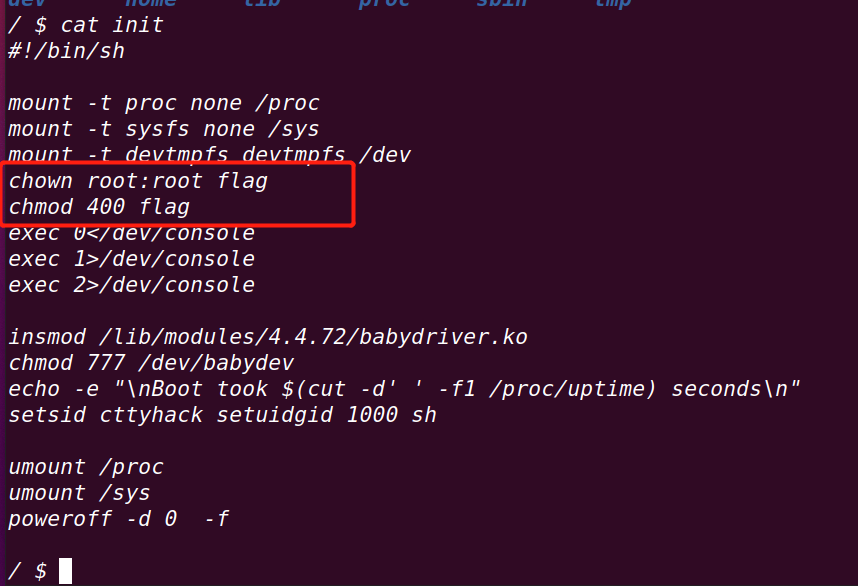 dev home lib proc sbin tmp
/ $ cat init
#!/bin/sh
mount -t proc none /proc
mount -t sysfs none /sys
mount -t devtmpfs devtmpfs /dev
chown root:root flag
chmod 400 flag
exec 0</dev/console
exec 1>/dev/console
exec 2>/dev/console
insmod /lib/modules/4.4.72/babydriver.ko
chmod 777 /dev/babydev
echo -e "\nBoot took $(cut -d' ' -f1 /proc/uptime) seconds\n"
setsid cttyhack setuidgid 1000 sh
umount /proc
umount /sys
poweroff -d 0  -f
/ $